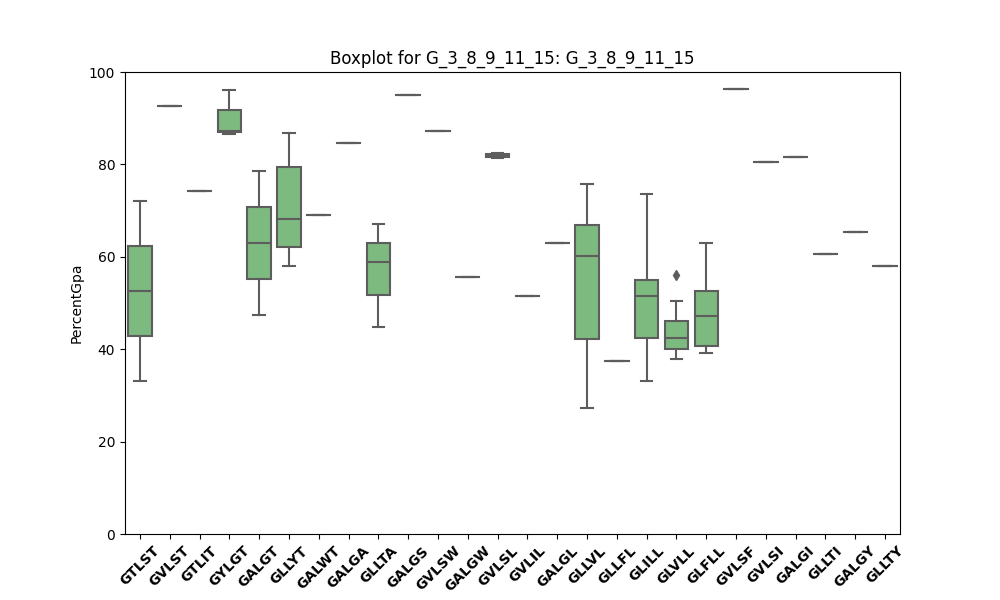 Boxplot for G_3_8_9_11_15: G_3_8_9_11_15
100
80
60
40
20
0
PercentGpa
GTLST
GVLST
GTLIT
GYLGT
GALGT
GLLYT
GALWT
GALGA
GLLTA
GALGS
GVLSW
GALGW
GVLSL
GVLIL
GALGL
GLLVL
GLLFL
GLILL
GLVLL
GLFLL
GVLSF
GVLSI
GALGI
GLLTI
GALGY
GLLTY